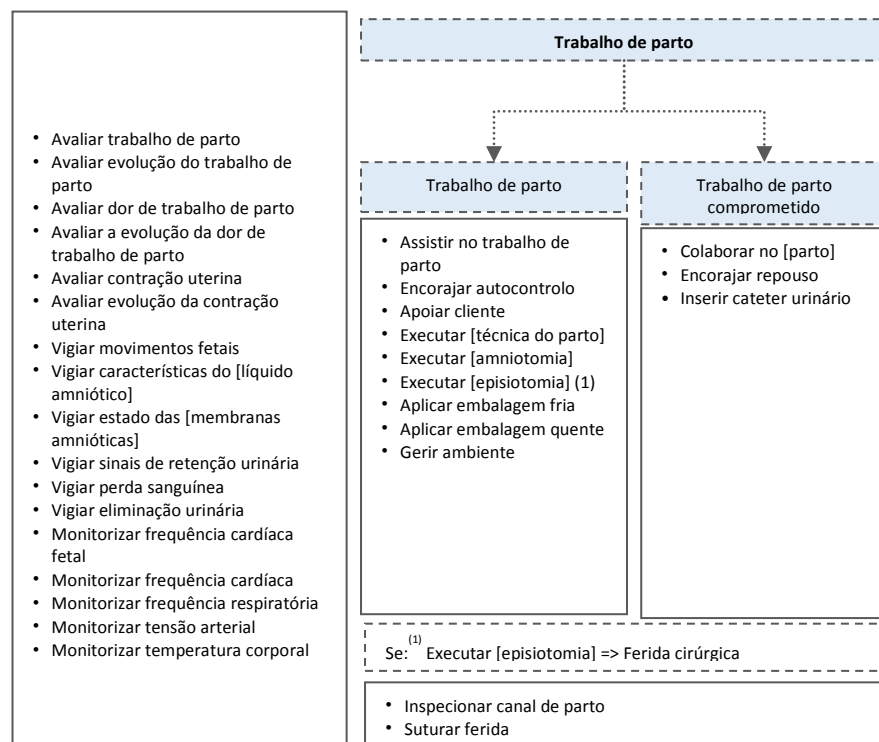 • Avaliar trabalho de parto
• Avaliar evolução do trabalho de
parto
• Avaliar dor de trabalho de parto
• Avaliar a evolução da dor de
trabalho de parto
• Avaliar contração uterina
• Avaliar evolução da contração
uterina
• Vigiar movimentos fetais
• Vigiar características do [líquido
amniótico]
• Vigiar estado das [membranas
amnióticas]
• Vigiar sinais de retenção urinária
• Vigiar perda sanguínea
• Vigiar eliminação urinária
• Monitorizar frequência cardíaca
fetal
• Monitorizar frequência cardíaca
• Monitorizar frequência respiratória
• Monitorizar tensão arterial
• Monitorizar temperatura corporal
Trabalho de parto
Trabalho de parto
• Assistir no trabalho de
parto
• Encorajar autocontrolo
• Apoiar cliente
• Executar [técnica do parto]
• Executar [amniotomia]
• Executar [episiotomia] (1)
• Aplicar embalagem fria
• Aplicar embalagem quente
• Gerir ambiente
Trabalho de parto
comprometido
• Colaborar no [parto]
• Encorajar repouso
• Inserir cateter urinário
Se: (1) Executar [episiotomia] => Ferida cirúrgica
• Inspecionar canal de parto
• Suturar ferida